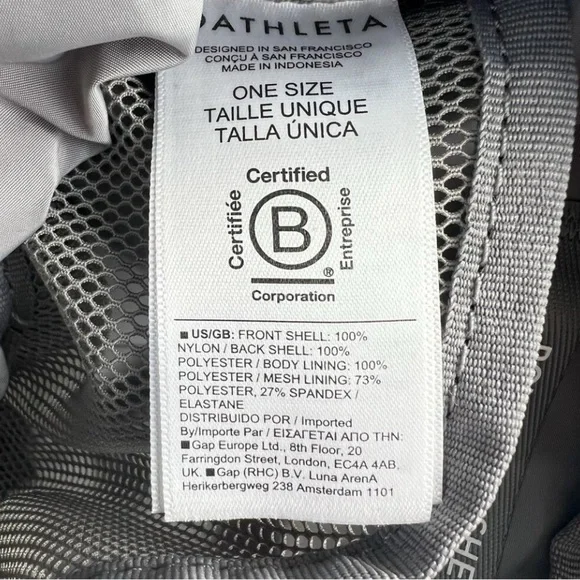 ATHLETA
DESIGNED IN SAN FRANCISCO
CONÇU À SAN FRANCISCO
MADE IN INDONESIA
ONE SIZE
TAILLE UNIQUE
TALLA ÚNICA
Certified
Certifiée
B
Entreprise
®
Corporation
■ US/GB: FRONT SHELL: 100%
NYLON / BACK SHELL: 100%
POLYESTER / BODY LINING: 100%
POLYESTER / MESH LINING: 73%
POLYESTER, 27% SPANDEX /
ELASTANE
DISTRIBUIDO POR / Imported
By/Importe Par / ΕΙΣΑΓΕΤΑΙ ΑΠΟ ΤΗΝ:
■ Gap Europe Ltd., 8th Floor, 20
Farringdon Street, London, EC4A 4AB.
UK. ■ Gap (RHC) B.V. Luna ArenA
Herikerbergweg 238 Amsterdam 1101